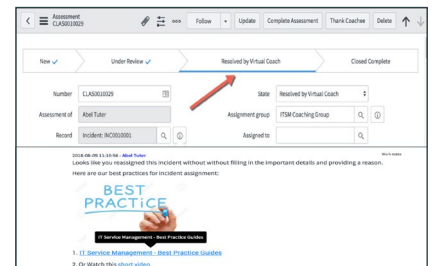 Assessment
CLAS0010029
Follow
Update
Complete Assessment
Thank Coachee
Delete
New
Under Review
Resolved by Virtual Coach
Closed Complete
Number
CLAS0010029
State
Resolved by Virtual Coach
Assessment of
Abel Tuter
Assignment group
ITSM Coaching Group
Record
Incident: INC0010001
Assigned to
2018-08-09 11:10:56 - Abel Tuter
Work notes
Looks like you reassigned this incident without without filling in the important details and providing a reason.
Here are our best practices for incident assignment:
BEST
PRACTiCE
IT Service Management - Best Practice Guides
1. IT Service Management - Best Practice Guides
2. Or Watch this short video